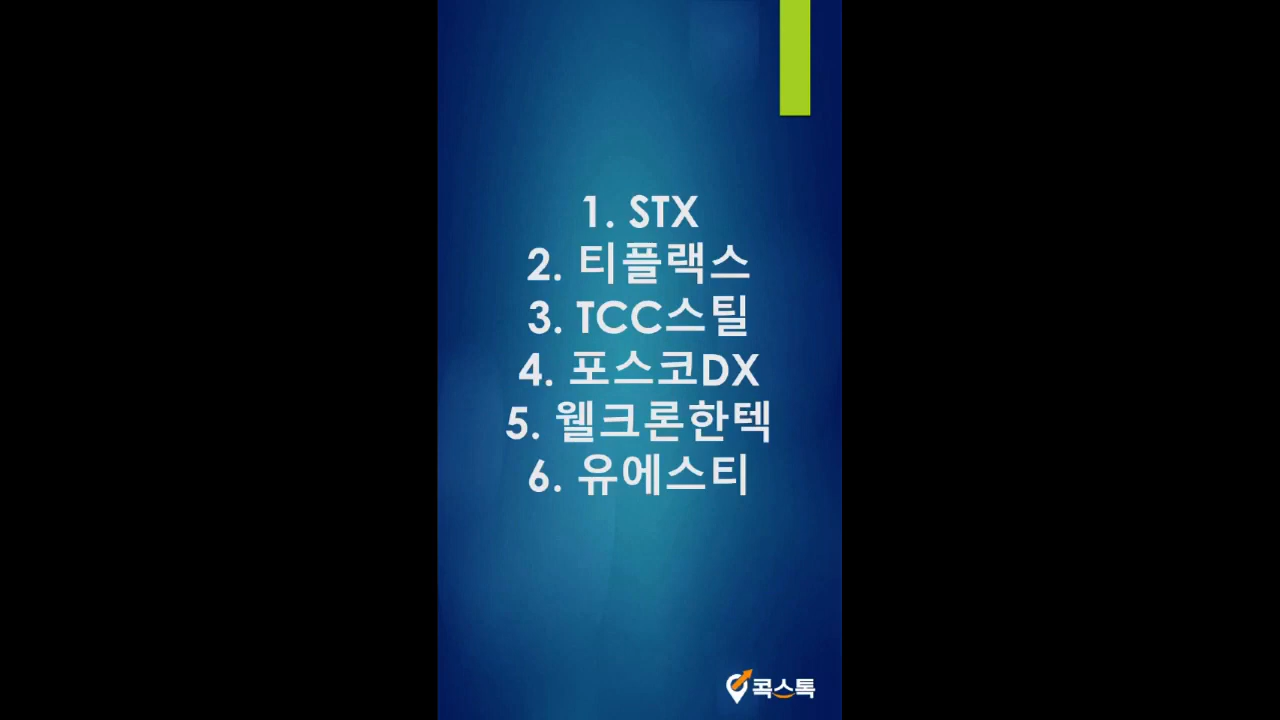 1. STX
2. 티플랙스
3. TCC스틸
4. 포스코DX
5. 웰크론한텍
6. 유에스티
콕스톡